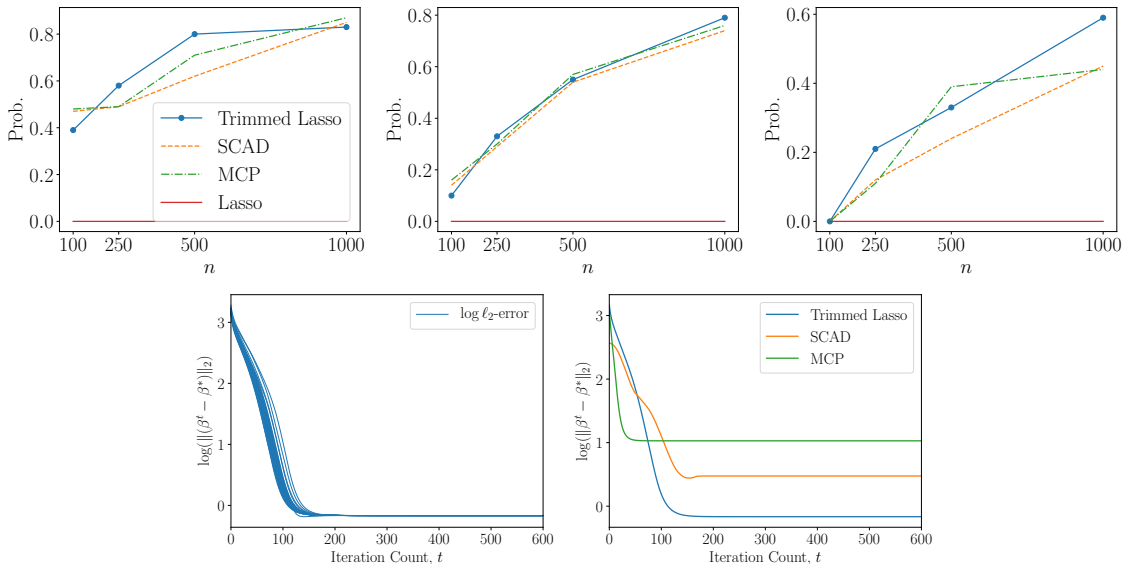 0.8
0.6
0.4
0.2
0.0
Prob.
100 250 500 1000
n
Trimmed Lasso
SCAD
MCP
Lasso
0.8
0.6
0.4
0.2
0.0
Prob.
100 250 500 1000
n
0.6
0.4
0.2
0.0
Prob.
100 250 500 1000
n
3
2
1
0
log(‖(β^t − β*)‖₂)
0 100 200 300 400 500 600
Iteration Count, t
log ℓ₂-error
3
2
1
0
log(‖β^t − β*‖₂)
0 100 200 300 400 500 600
Iteration Count, t
Trimmed Lasso
SCAD
MCP